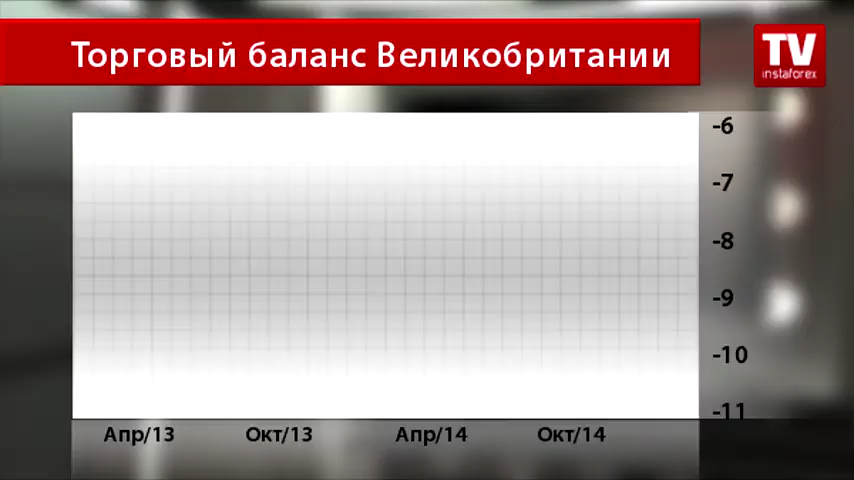 Торговый баланс Великобритании
TV
instaforex
-6
-7
-8
-9
-10
-11
Апр/13 Окт/13 Апр/14 Окт/14